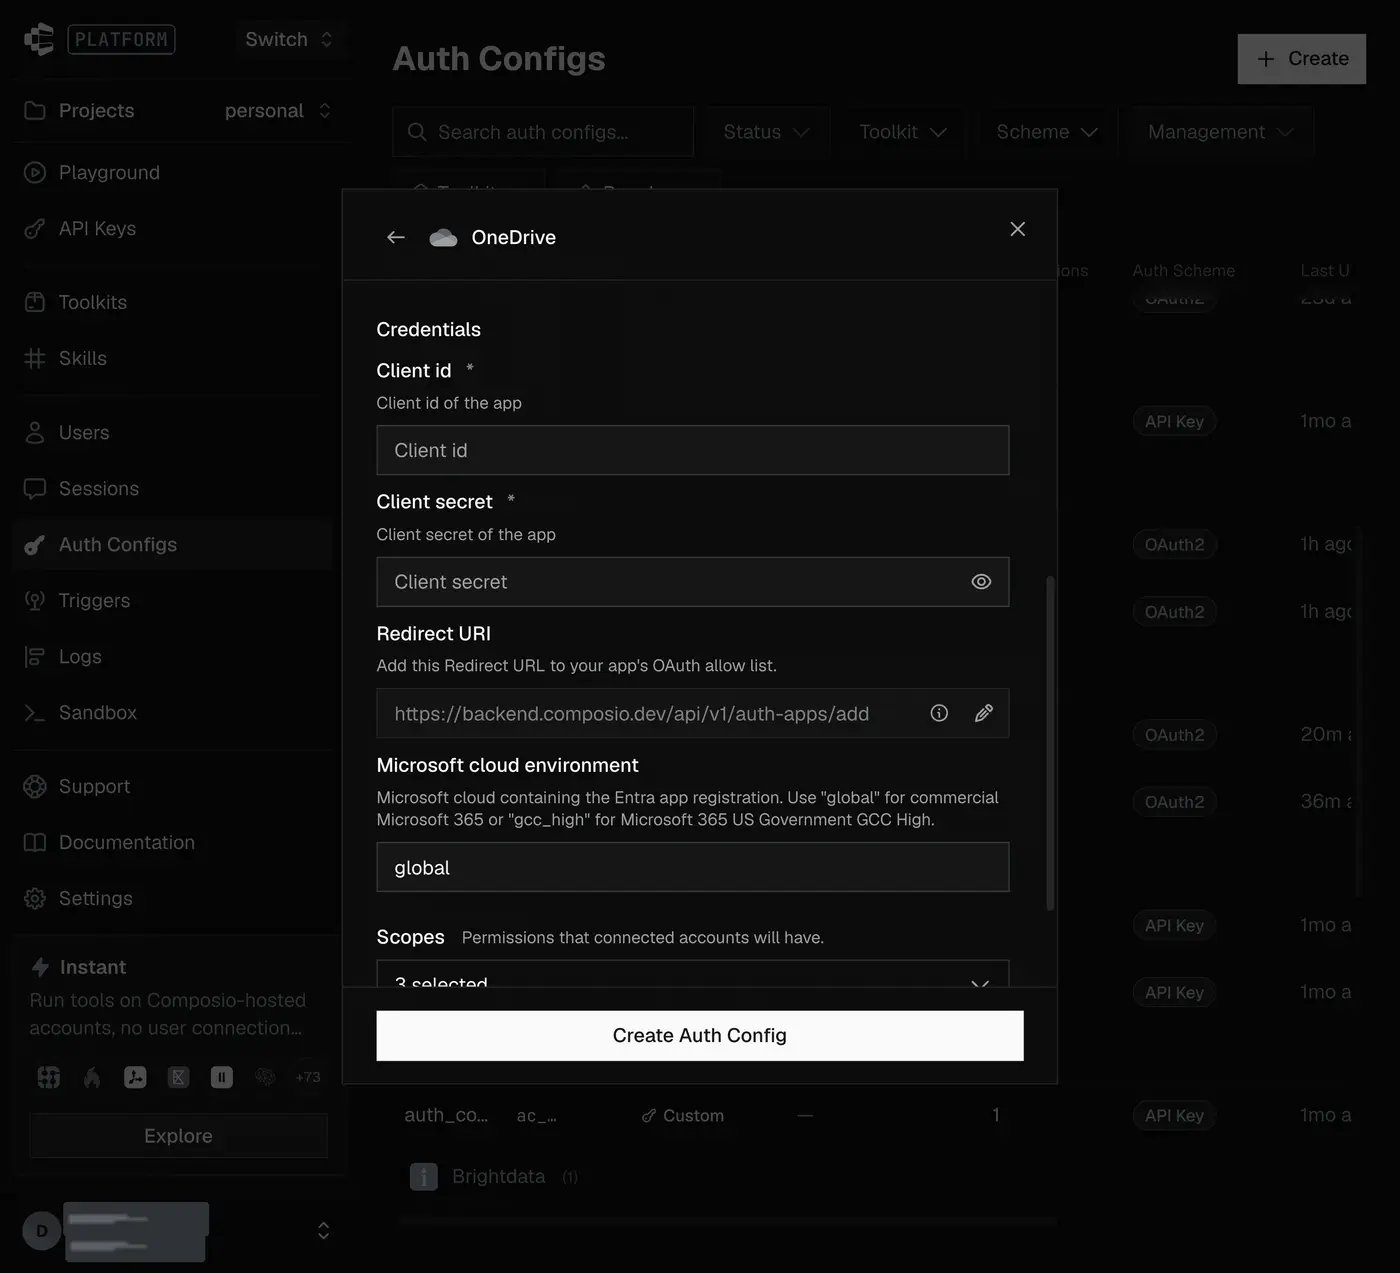 PLATFORM
Switch
Projects
personal
Playground
API Keys
Toolkits
Skills
Users
Sessions
Auth Configs
Triggers
Logs
Sandbox
Support
Documentation
Settings
Instant
Run tools on Composio-hosted
accounts, no user connection...
+73
Explore
D
Auth Configs
Create
Search auth configs...
Status
Toolkit
Scheme
Management
OneDrive
Credentials
Client id *
Client id of the app
Client id
Client secret *
Client secret of the app
Client secret
Redirect URI
Add this Redirect URL to your app's OAuth allow list.
https://backend.composio.dev/api/v1/auth-apps/add
Microsoft cloud environment
Microsoft cloud containing the Entra app registration. Use "global" for commercial
Microsoft 365 or "gcc_high" for Microsoft 365 US Government GCC High.
global
Scopes Permissions that connected accounts will have.
3 selected
Create Auth Config
ions Auth Scheme Last U
OAuth2
API Key 1mo a
OAuth2 1h ago
OAuth2 1h ago
OAuth2 20m a
OAuth2 36m a
API Key 1mo a
API Key 1mo a
auth_co... ac_... Custom — 1 API Key 1mo a
Brightdata (1)